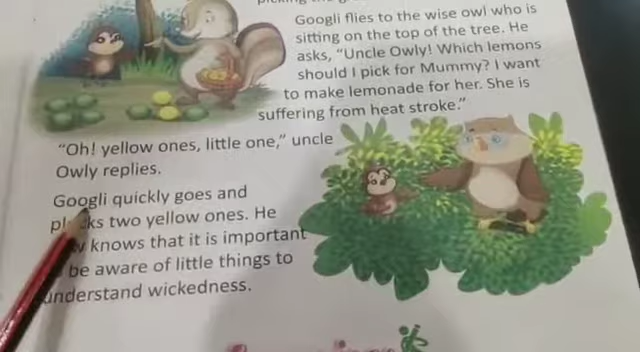 Googli flies to the wise owl who is
sitting on the top of the tree. He
asks, "Uncle Owly! Which lemons
should I pick for Mummy? I want
to make lemonade for her. She is
suffering from heat stroke."
"Oh! yellow ones, little one," uncle
Owly replies.
Googli quickly goes and
two yellow ones. He
knows that it is important
be aware of little things to
understand wickedness.